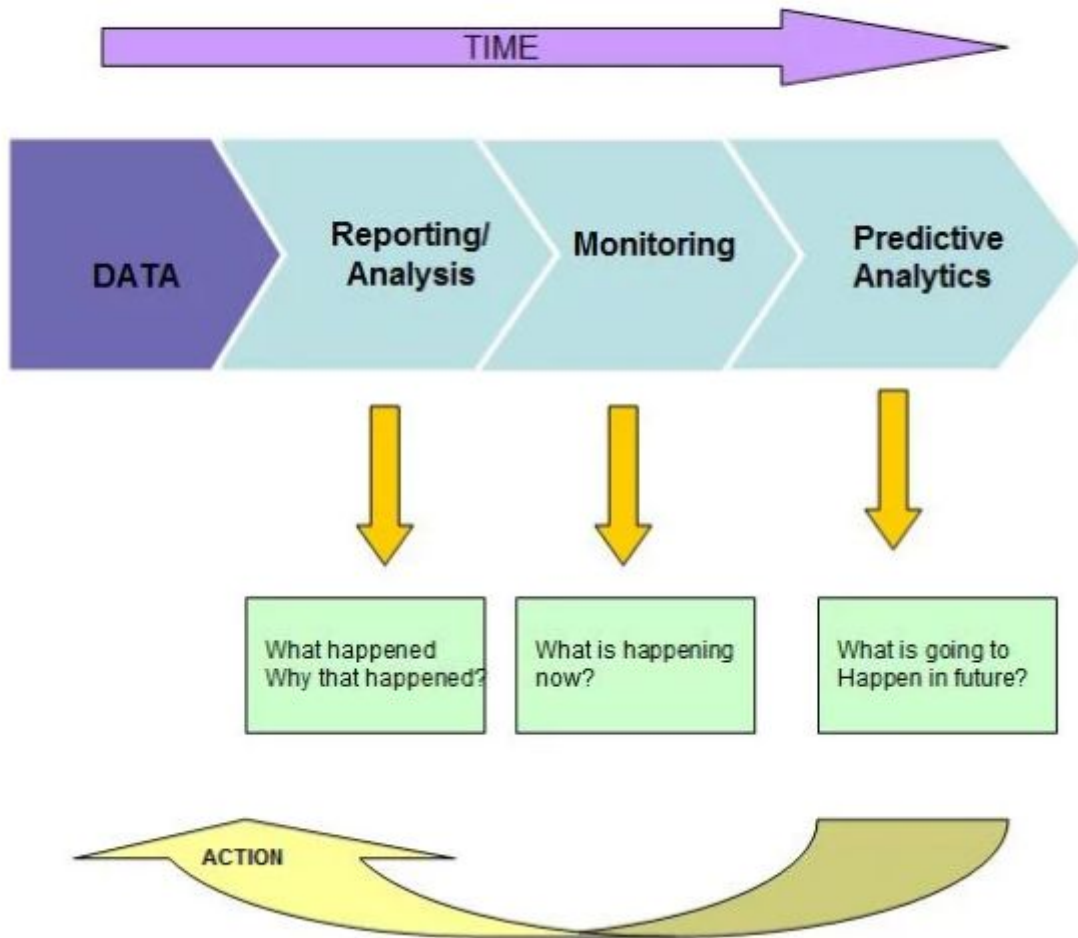 TIME
DATA
Reporting/
Analysis
Monitoring
Predictive
Analytics
What happened
Why that happened?
What is happening
now?
What is going to
Happen in future?
ACTION